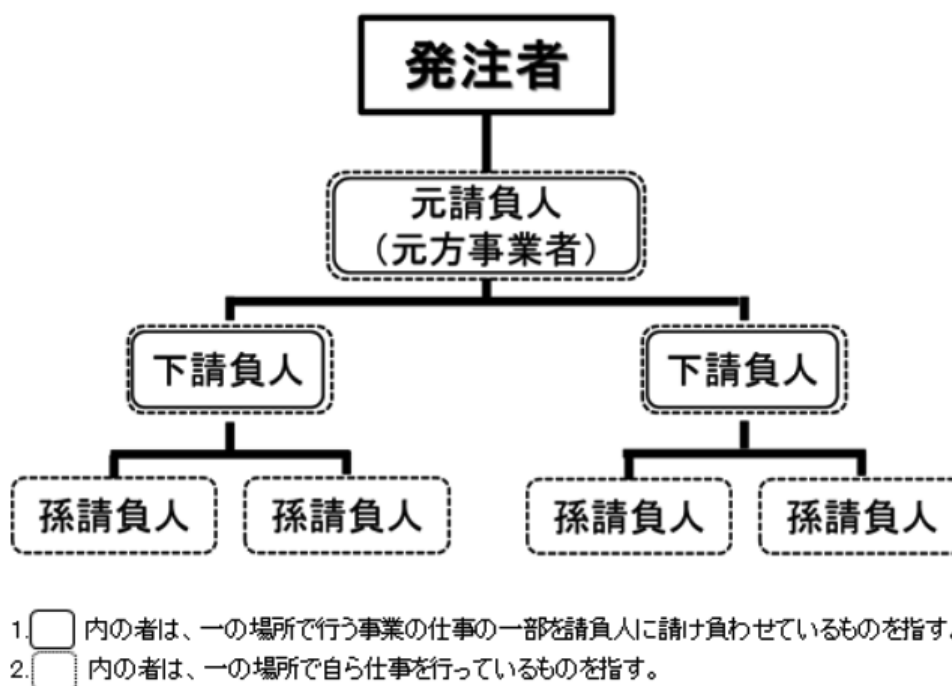 発注者
元請負人
（元方事業者）
下請負人
下請負人
孫請負人
孫請負人
孫請負人
孫請負人
1. 内の者は、一の場所で行う事業の仕事の一部を請負人に請け負わせているものを指す。
2. 内の者は、一の場所で自ら仕事を行っているものを指す。